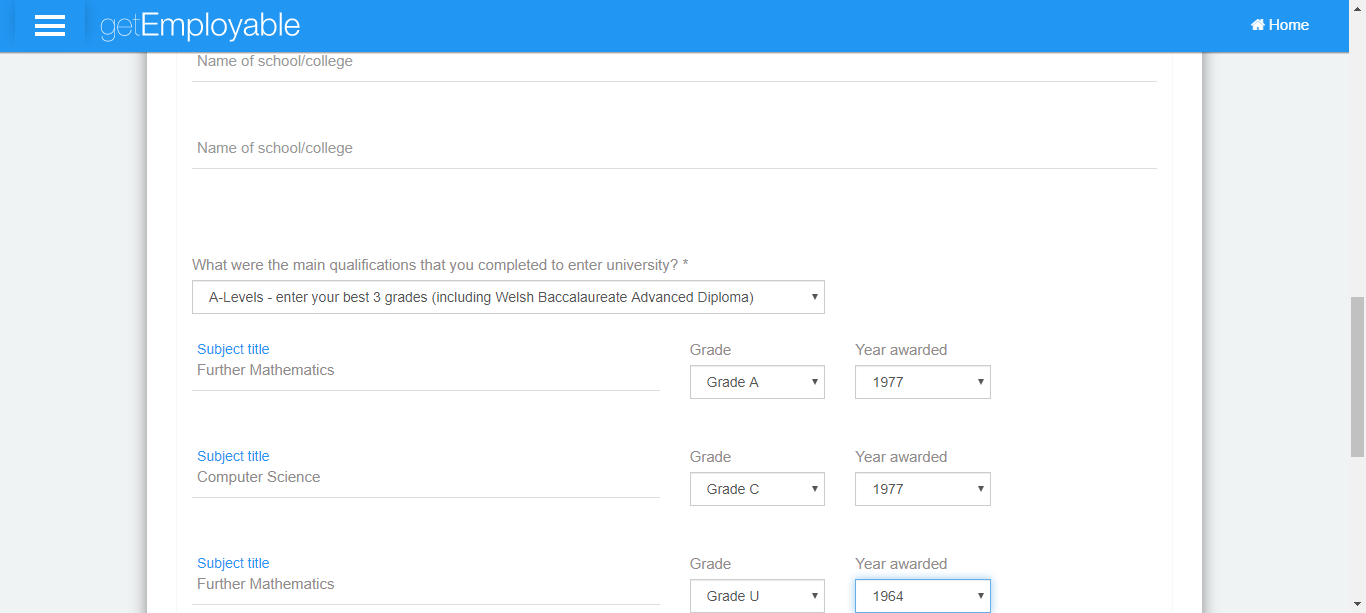 getEmployable
Home
Name of school/college
Name of school/college
What were the main qualifications that you completed to enter university? *
A-Levels - enter your best 3 grades (including Welsh Baccalaureate Advanced Diploma)
Subject title Grade Year awarded
Further Mathematics Grade A 1977
Subject title Grade Year awarded
Computer Science Grade C 1977
Subject title Grade Year awarded
Further Mathematics Grade U 1964